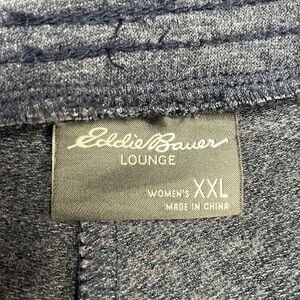 Eddie Bauer
LOUNGE
WOMEN'S XXL
MADE IN CHINA